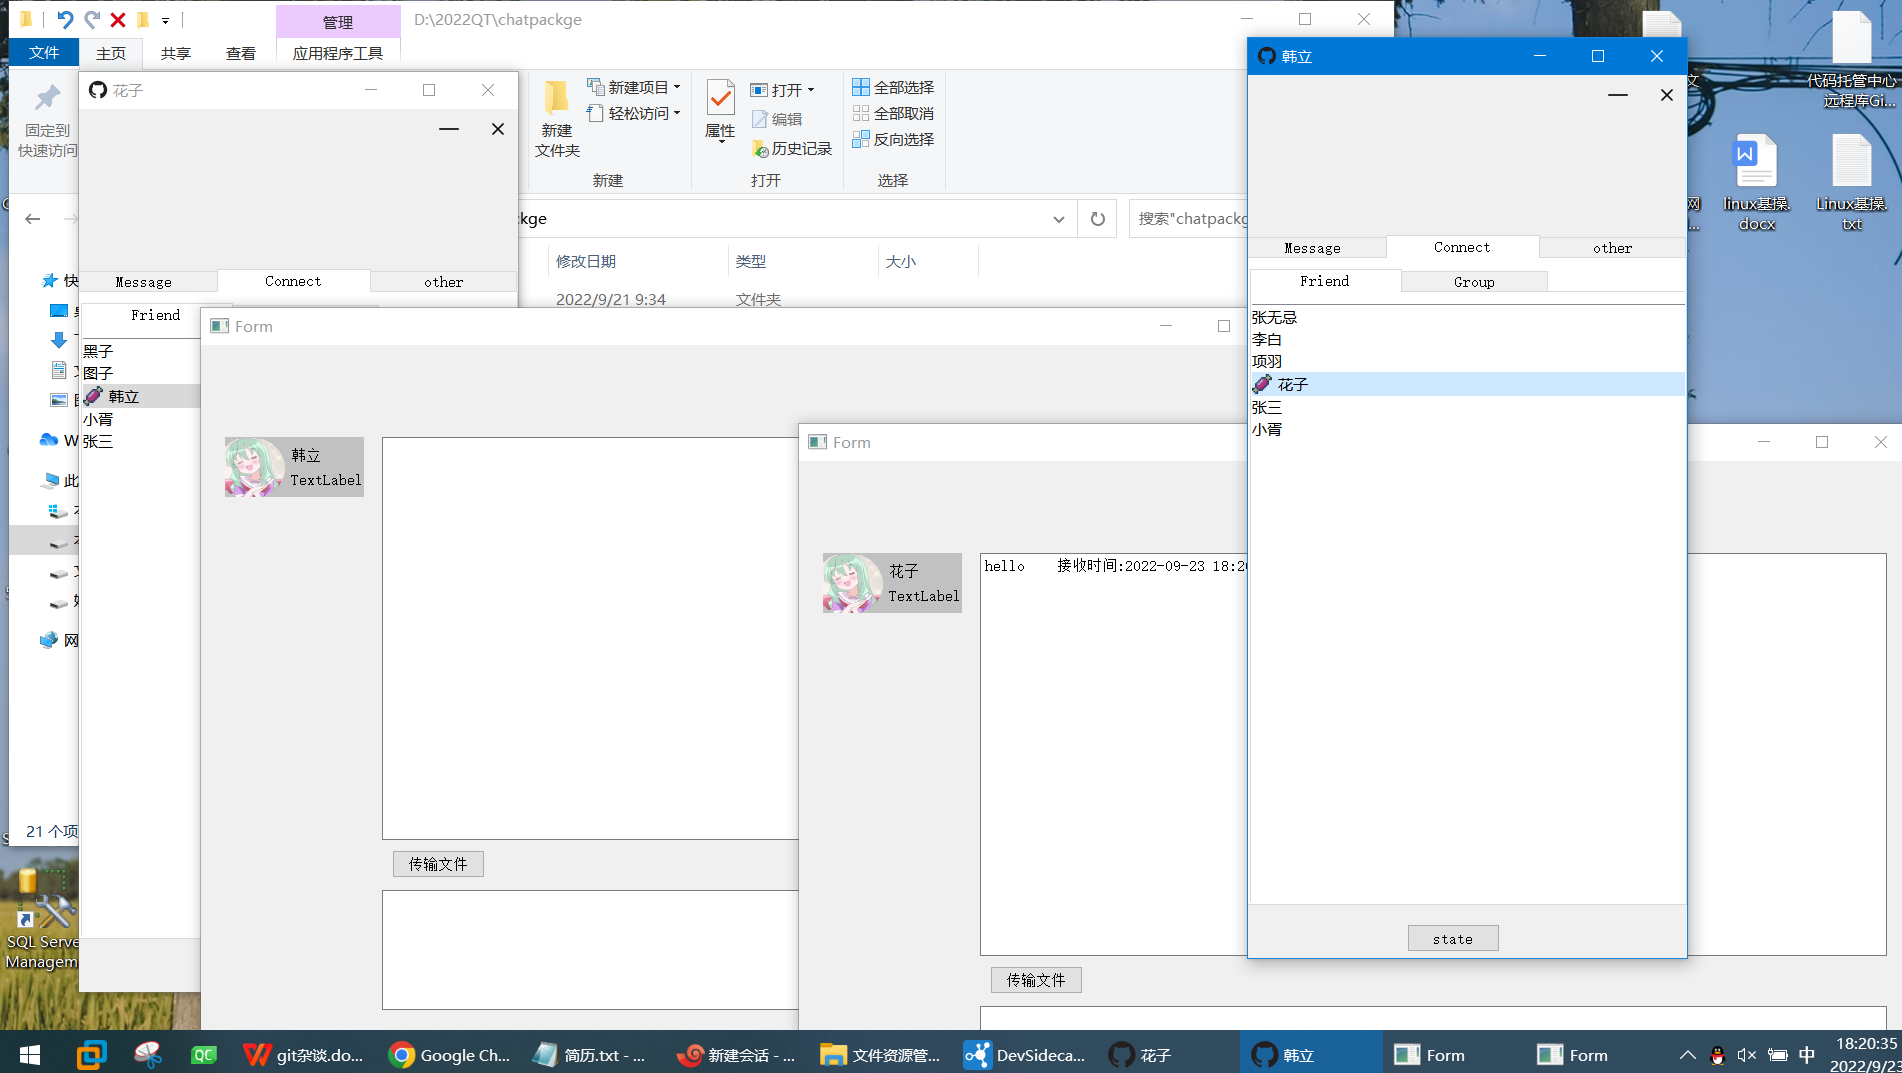 管理
D:\2022QT\chatpackge
文件
主页
共享
查看
应用程序工具
固定到
快速访问
新建
文件夹
新建项目
轻松访问
新建
属性
打开
编辑
历史记录
打开
全部选择
全部取消
反向选择
选择
kge
搜索"chatpackg
修改日期
类型
大小
2022/9/21 9:34
文件夹
快
W
此
网
21 个项
花子
Message
Connect
other
Friend
黑子
图子
韩立
小胥
张三
Form
韩立
TextLabel
传输文件
Form
花子
TextLabel
hello 接收时间:2022-09-23 18:2
传输文件
韩立
Message
Connect
other
Friend
Group
张无忌
李白
项羽
花子
张三
小胥
state
代码托管中心
远程库Gi...
文
网
linux基操.
docx
Linux基操.
txt
SQL Serve
Managem
QC
git杂谈.do...
Google Ch...
简历.txt - ...
新建会话 - ...
文件资源管...
DevSideca...
花子
韩立
Form
Form
中
18:20:35
2022/9/23